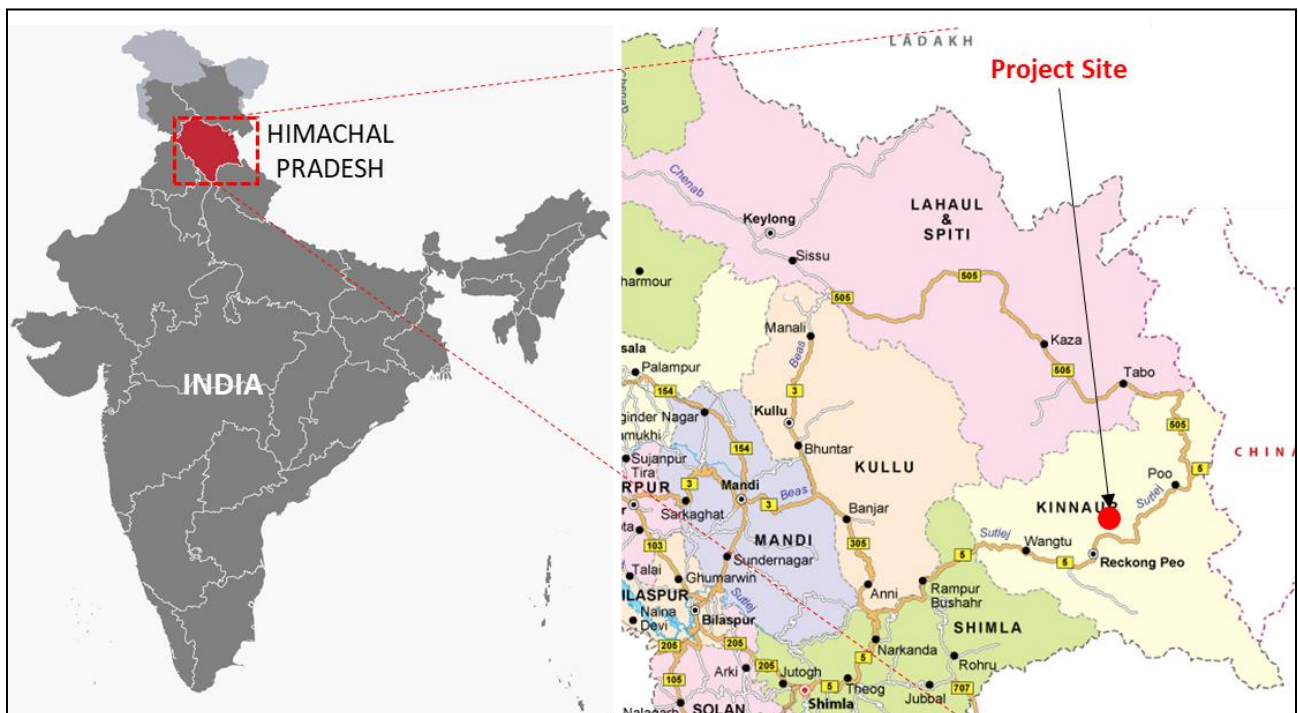 HIMACHAL
PRADESH
INDIA
LADAKH
Project Site
Chenab
Keylong
LAHAUL
&
SPITI
Sissu
harmour
505
505
Manali
Kaza
Beas
sala
Palampur
505
Tabo
154
3
ginder Nagar
Kullu
505
CHINA
amukhi
Bhuntar
154
5
Sujanpur
Tira
KULLU
Poo
RPUR
3
Mandi
Beas
KINNAUR
Sutlej
Sarkaghat
3
Banjar
ota
MANDI
Sutlej
Wangtu
103
305
5
5
Reckong Peo
Sundernagar
Talai
Ghumarwin
Anni
Rampur
Bushahr
ILASPUR
Sutlej
Naina
Devi
Bilaspur
SHIMLA
205
205
Narkanda
5
Rohru
Arki
205
Jutogh
105
5
Theog
Jubbal
707
Shimla
Nalagarh
SOLAN